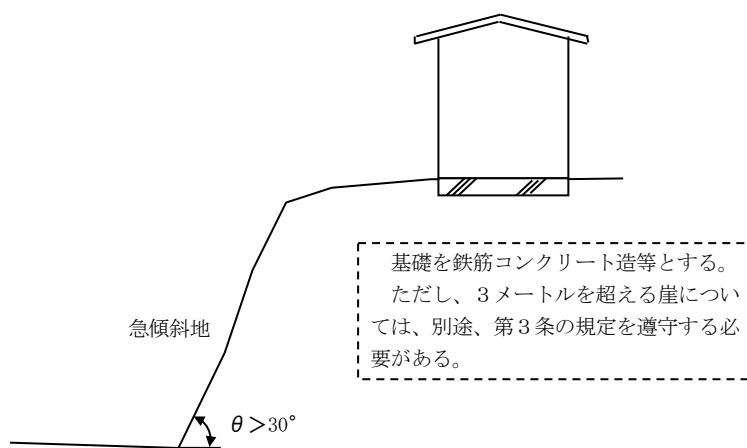 基礎を鉄筋コンクリート造等とする。
　ただし、３メートルを超える崖につい
ては、別途、第３条の規定を遵守する必
要がある。
急傾斜地
θ＞30°